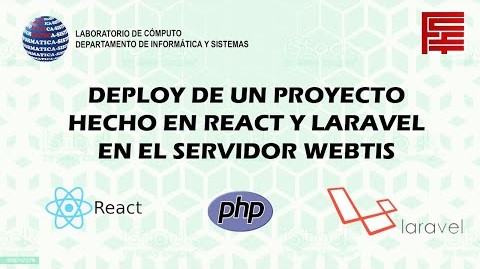 LABORATORIO DE CÓMPUTO
DEPARTAMENTO DE INFORMÁTICA Y SISTEMAS
DEPLOY DE UN PROYECTO
HECHO EN REACT Y LARAVEL
EN EL SERVIDOR WEBTIS
React
php
laravel